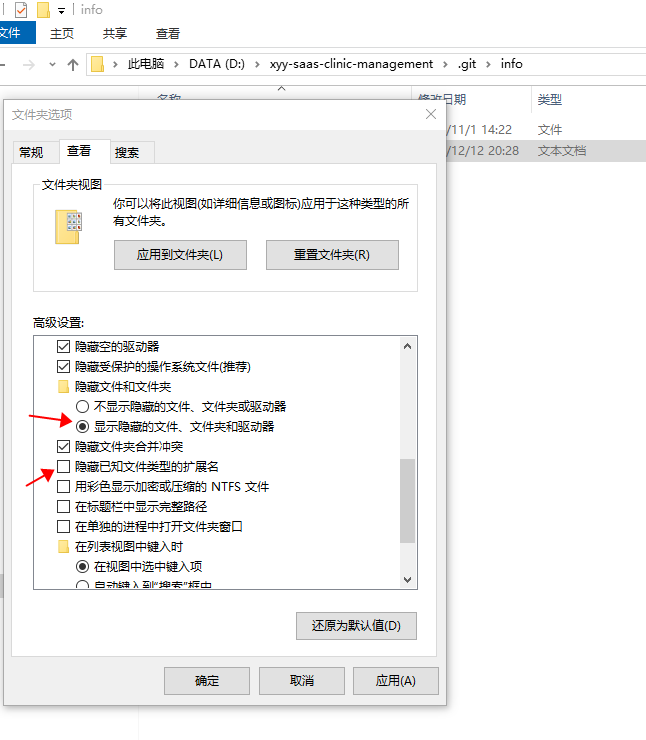 info
文件 主页 共享 查看
此电脑 DATA (D:) xyy-saas-clinic-management .git info
类型
/11/1 14:22 文件
/12/12 20:28 文本文档
文件夹选项
常规 查看 搜索
文件夹视图
你可以将此视图(如详细信息或图标)应用于这种类型的所
有文件夹。
应用到文件夹(L) 重置文件夹(R)
高级设置:
隐藏空的驱动器
隐藏受保护的操作系统文件(推荐)
隐藏文件和文件夹
不显示隐藏的文件、文件夹或驱动器
显示隐藏的文件、文件夹和驱动器
隐藏文件夹合并冲突
隐藏已知文件类型的扩展名
用彩色显示加密或压缩的 NTFS 文件
在标题栏中显示完整路径
在单独的进程中打开文件夹窗口
在列表视图中键入时
在视图中选中键入项
自动键入到“搜索”框中
还原为默认值(D)
确定 取消 应用(A)